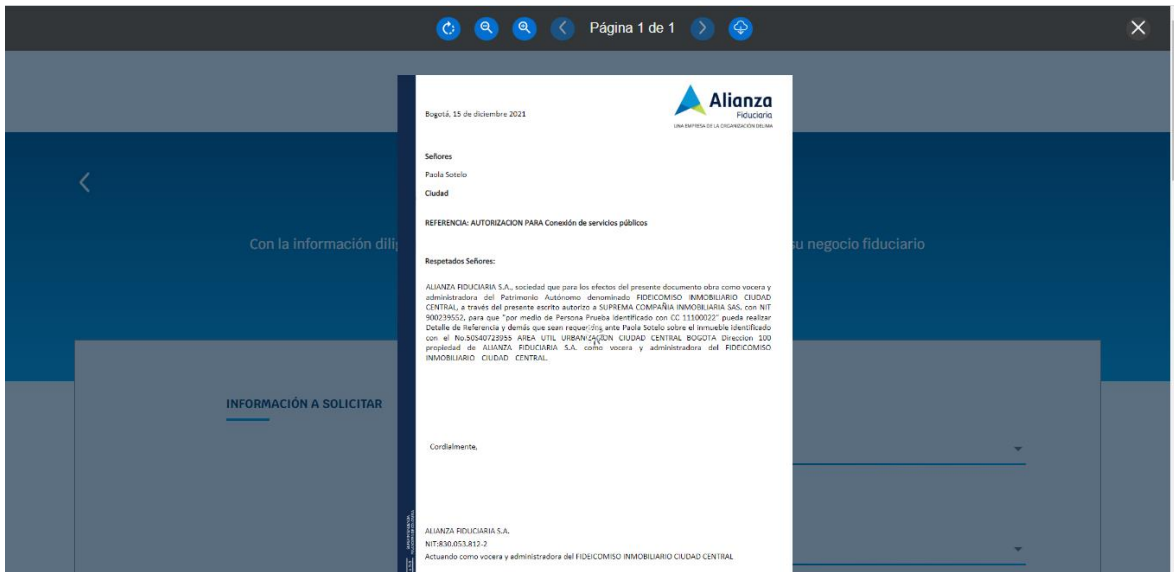 Página 1 de 1
Alianza
Fiduciaria
UNA EMPRESA DE LA ORGANIZACIÓN DELIMA
Bogotá, 15 de diciembre 2021
Señores
Paola Sotelo
Ciudad
REFERENCIA: AUTORIZACION PARA Conexión de servicios públicos
Con la información dili
su negocio fiduciario
Respetados Señores:
ALIANZA FIDUCIARIA S.A., sociedad que para los efectos del presente documento obra como vocera y
administradora del Patrimonio Autónomo denominado FIDEICOMISO INMOBILIARIO CIUDAD
CENTRAL, a través del presente escrito autorizo a SUPREMA COMPAÑIA INMOBILIARIA SAS. con NIT
900239552, para que "por medio de Persona Prueba identificado con CC 11100022" pueda realizar
Detalle de Referencia y demás que sean requeridos ante Paola Sotelo sobre el inmueble identificado
con el No.50S40723955 AREA UTIL URBANIZACION CIUDAD CENTRAL BOGOTA Direccion 100
propiedad de ALIANZA FIDUCIARIA S.A. como vocera y administradora del FIDEICOMISO
INMOBILIARIO CIUDAD CENTRAL.
INFORMACIÓN A SOLICITAR
Cordialmente,
ALIANZA FIDUCIARIA S.A.
NIT:830.053.812-2
Actuando como vocera y administradora del FIDEICOMISO INMOBILIARIO CIUDAD CENTRAL